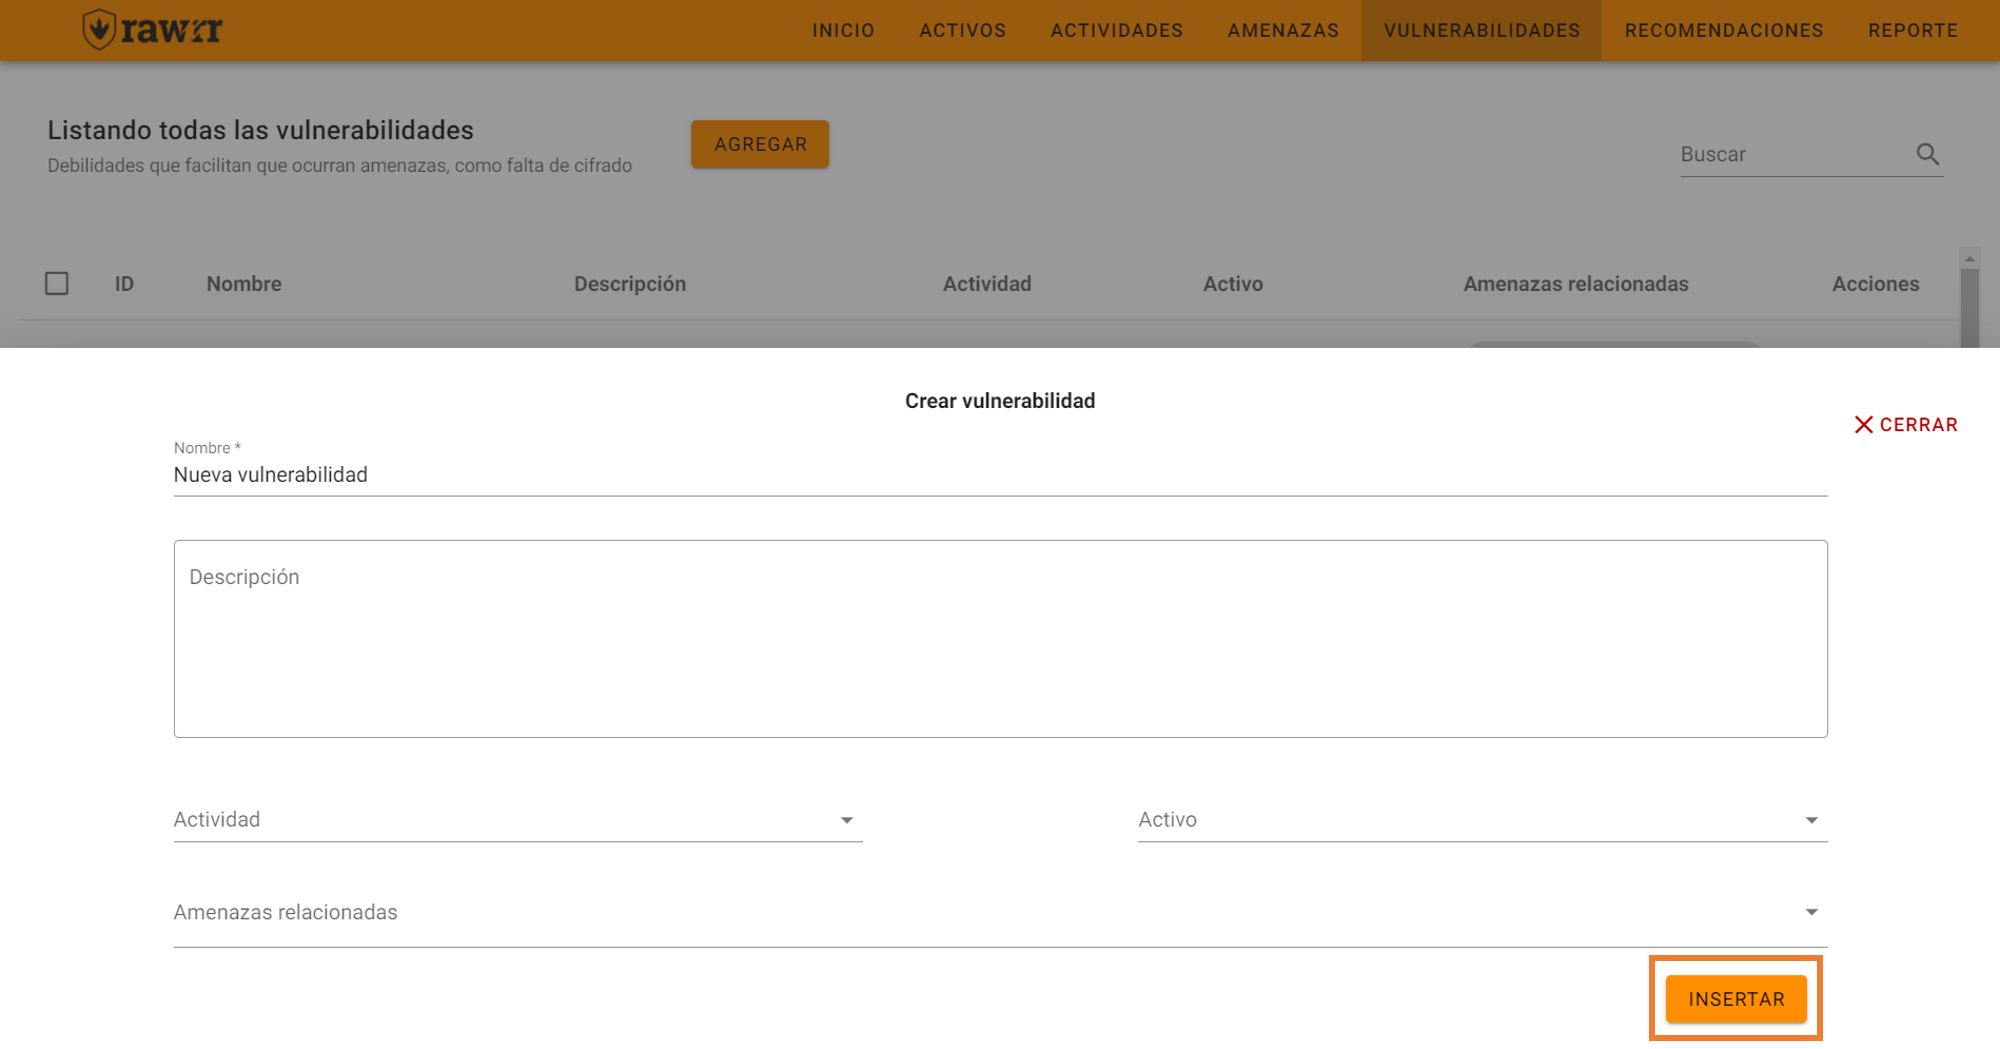 rawrr
INICIO ACTIVOS ACTIVIDADES AMENAZAS VULNERABILIDADES RECOMENDACIONES REPORTE
Listando todas las vulnerabilidades
Debilidades que facilitan que ocurran amenazas, como falta de cifrado
AGREGAR
Buscar
ID Nombre Descripción Actividad Activo Amenazas relacionadas Acciones
Crear vulnerabilidad
CERRAR
Nombre *
Nueva vulnerabilidad
Descripción
Actividad Activo
Amenazas relacionadas
INSERTAR